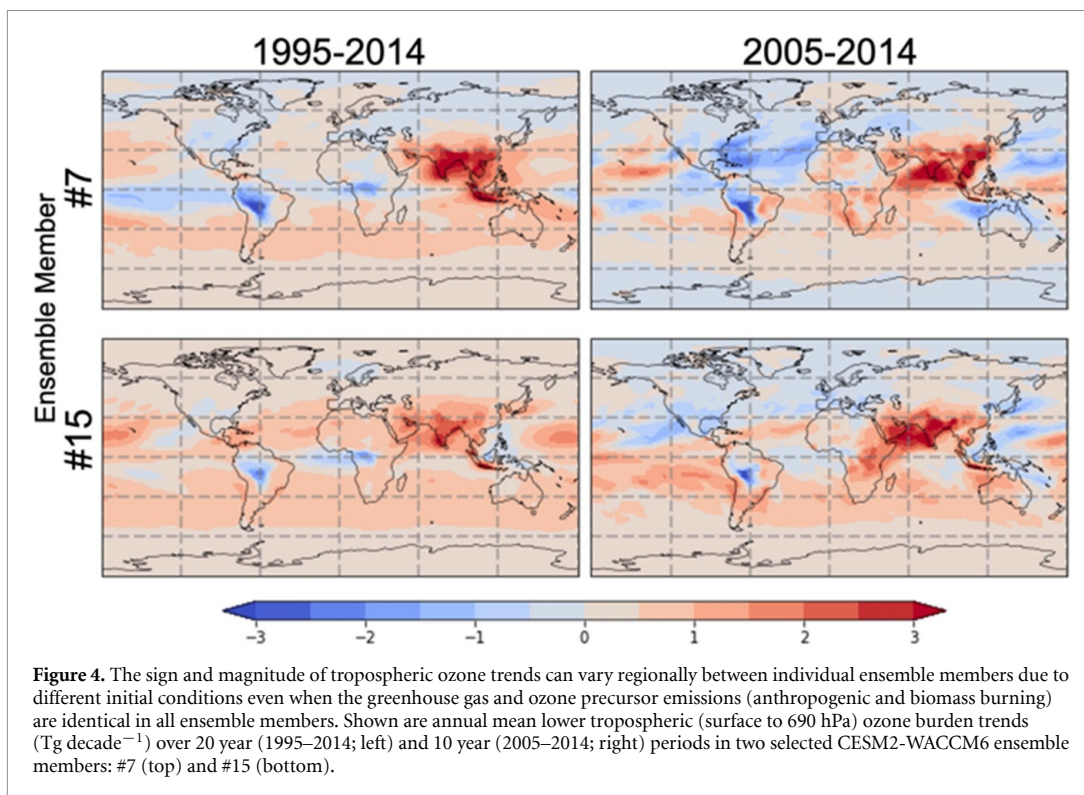 1995-2014
2005-2014
Ensemble Member
#7
#15
−3 −2 −1 0 1 2 3
Figure 4. The sign and magnitude of tropospheric ozone trends can vary regionally between individual ensemble members due to
different initial conditions even when the greenhouse gas and ozone precursor emissions (anthropogenic and biomass burning)
are identical in all ensemble members. Shown are annual mean lower tropospheric (surface to 690 hPa) ozone burden trends
(Tg decade−1) over 20 year (1995–2014; left) and 10 year (2005–2014; right) periods in two selected CESM2-WACCM6 ensemble
members: #7 (top) and #15 (bottom).